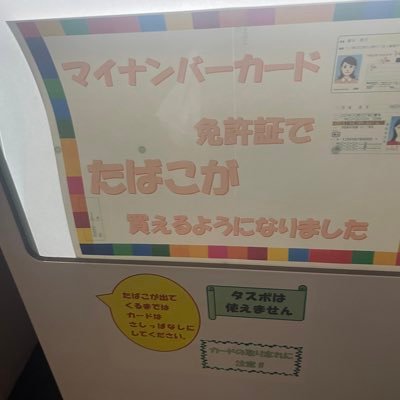 マイナンバーカード
免許証で
たばこが
買えるようになりました
たばこが出て
くるまでは
カードは
さしっぱなしに
してください。
タスポは
使えません
カードの取り忘れに
注意!!